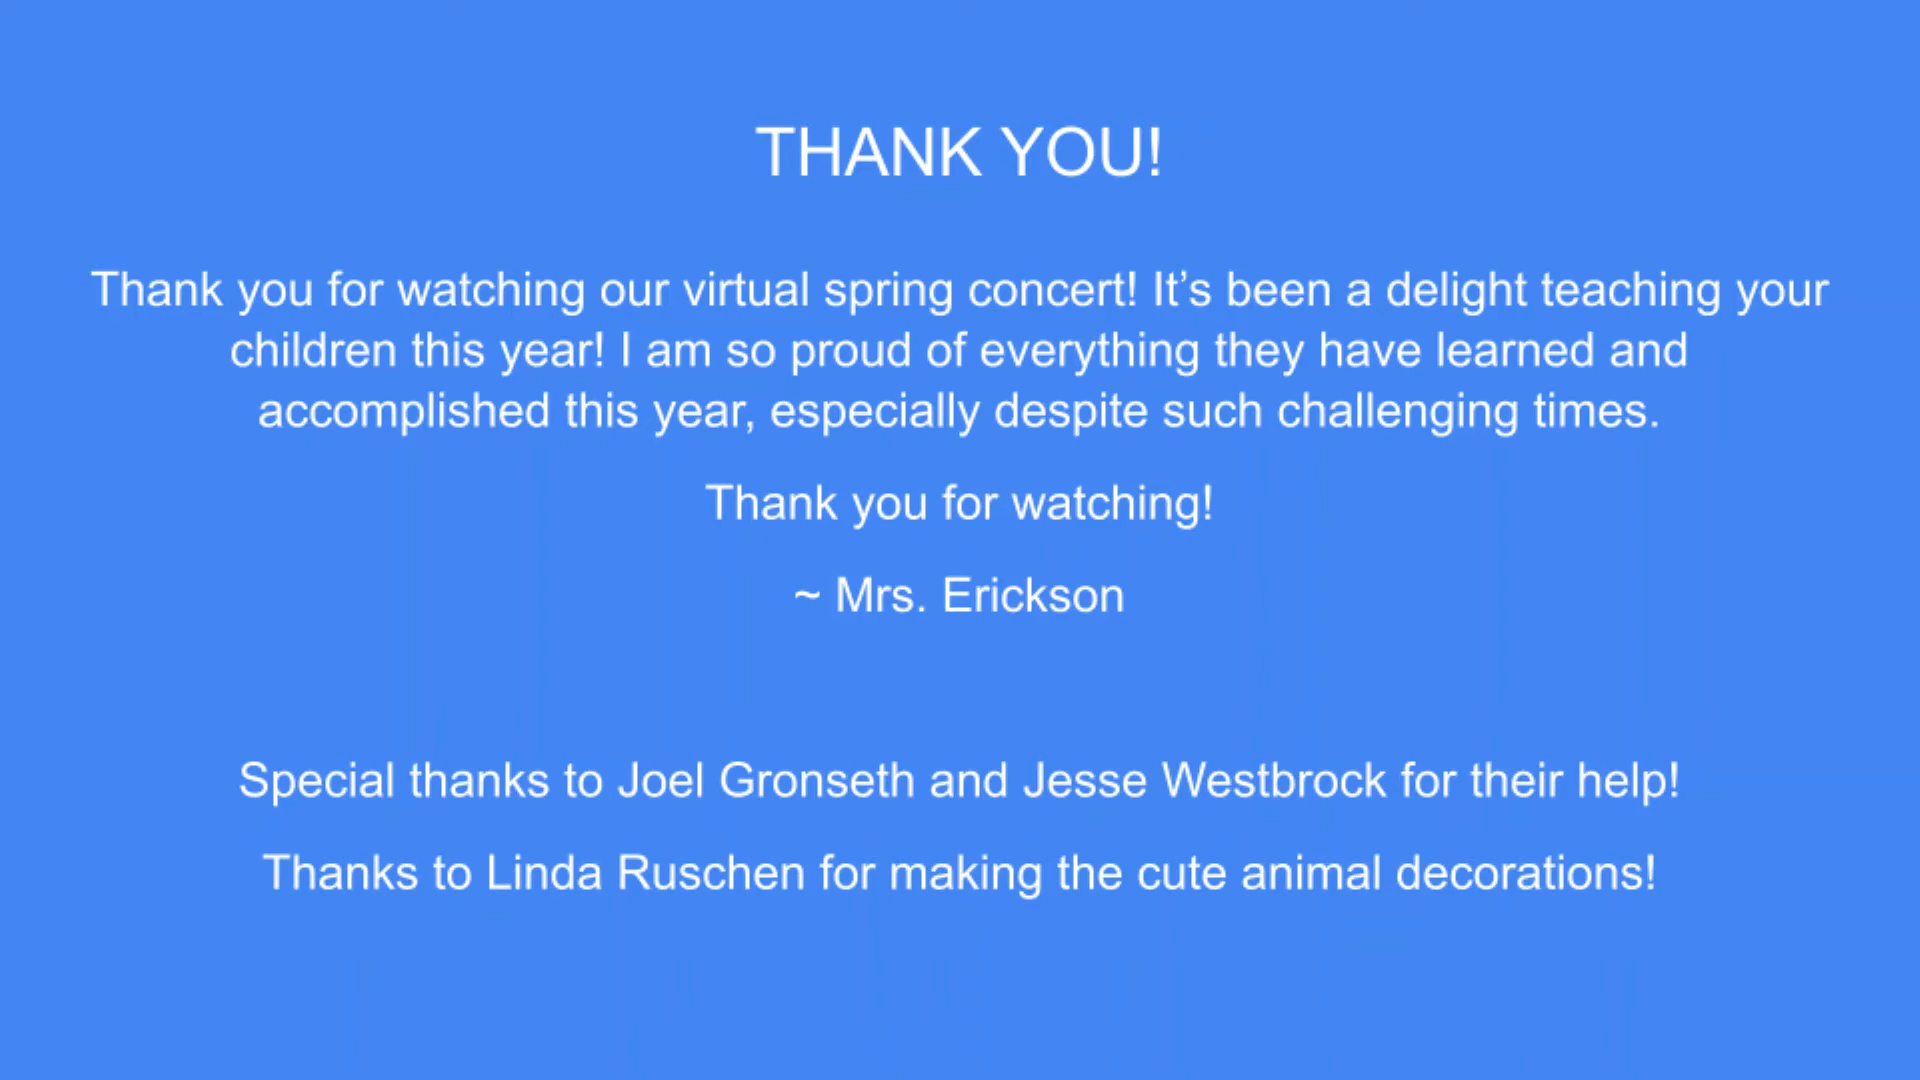 THANK YOU!
Thank you for watching our virtual spring concert! It’s been a delight teaching your
children this year! I am so proud of everything they have learned and
accomplished this year, especially despite such challenging times.
Thank you for watching!
~ Mrs. Erickson
Special thanks to Joel Gronseth and Jesse Westbrock for their help!
Thanks to Linda Ruschen for making the cute animal decorations!